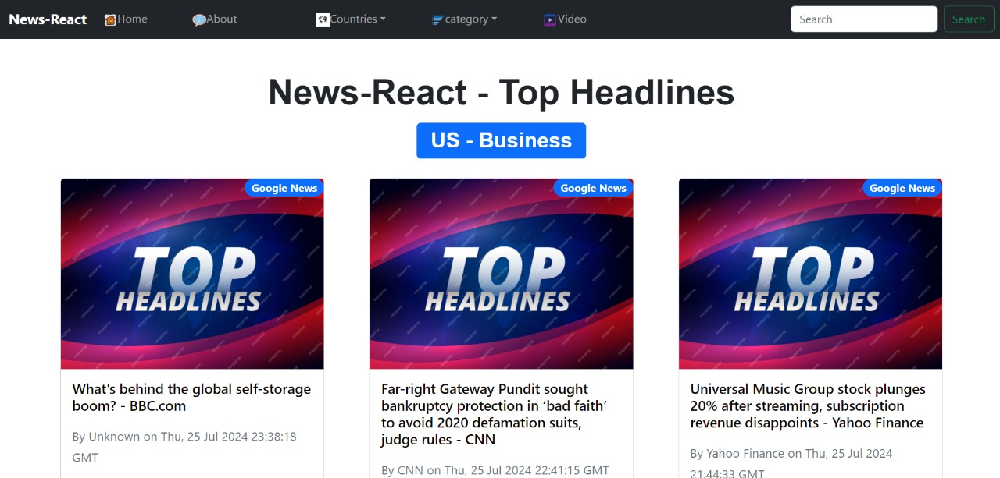 News-React Home About Countries category Video Search Search
News-React - Top Headlines
US - Business
Google News
TOP
HEADLINES
What's behind the global self-storage
boom? - BBC.com
By Unknown on Thu, 25 Jul 2024 23:38:18
GMT
Google News
TOP
HEADLINES
Far-right Gateway Pundit sought
bankruptcy protection in ‘bad faith’
to avoid 2020 defamation suits,
judge rules - CNN
By CNN on Thu, 25 Jul 2024 22:41:15 GMT
Google News
TOP
HEADLINES
Universal Music Group stock plunges
20% after streaming, subscription
revenue disappoints - Yahoo Finance
By Yahoo Finance on Thu, 25 Jul 2024
21:44:33 GMT